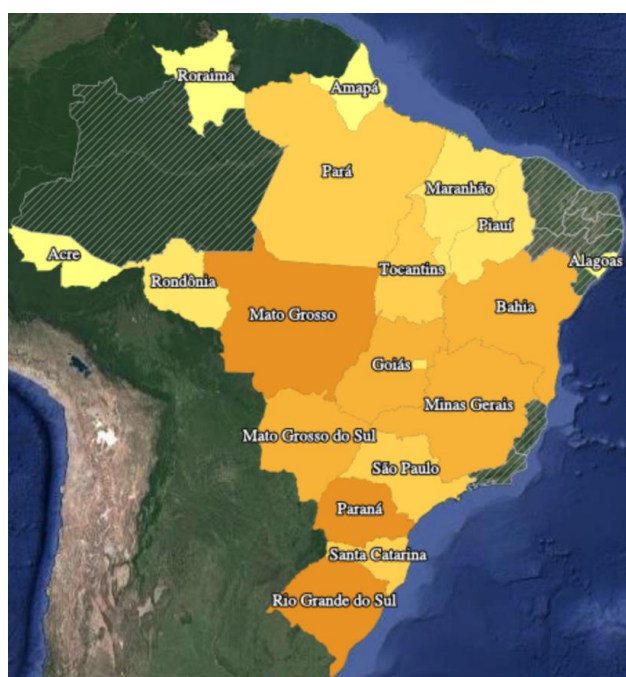 Roraima
Amapá
Pará
Maranhão
Piauí
Acre
Alagoas
Tocantins
Rondônia
Bahia
Mato Grosso
Goiás
Minas Gerais
Mato Grosso do Sul
São Paulo
Paraná
Santa Catarina
Rio Grande do Sul